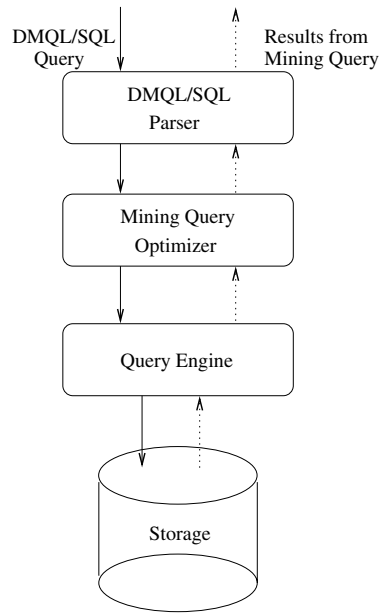 DMQL/SQL
Query
Results from
Mining Query
DMQL/SQL
Parser
Mining Query
Optimizer
Query Engine
Storage